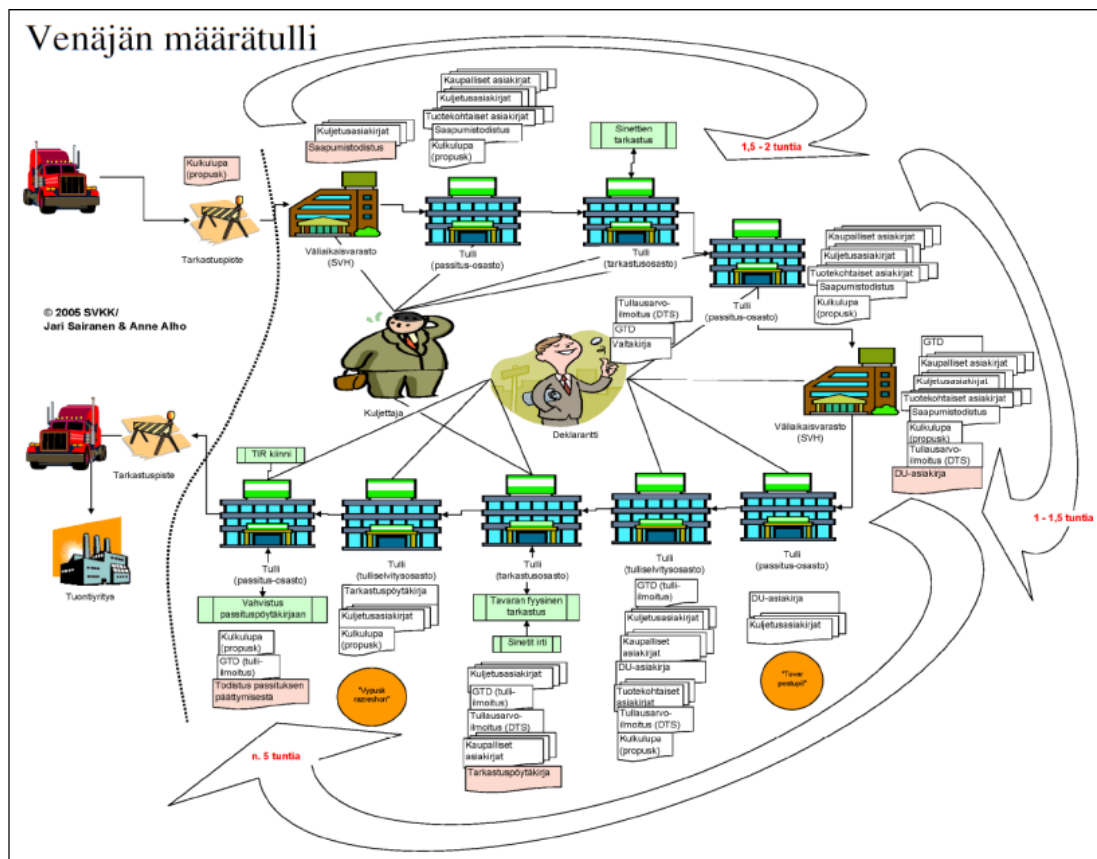 Venäjän määrätulli
Kulkulupa
(propusk)
Tarkastuspiste
Kuljetusasiakirjat
Saapumistodistus
Kaupalliset asiakirjat
Kuljetusasiakirjat
Tuotekohtaiset asiakirjat
Saapumistodistus
Kulkulupa
(propusk)
Sinettien
tarkastus
1,5 - 2 tuntia
Väliaikaisvarasto
(SVH)
Tulli
(passitus-osasto)
Tulli
(tarkastusosasto)
Tulli
(passitus-osasto)
Kaupalliset asiakirjat
Kuljetusasiakirjat
Tuotekohtaiset asiakirjat
Saapumistodistus
Kulkulupa
(propusk)
© 2005 SVKK/
Jari Sairanen & Anne Alho
Kuljettaja
Tullausarvo-
ilmoitus (DTS)
GTD
Valtakirja
Deklarantti
Väliaikaisvarasto
(SVH)
GTD
Kaupalliset asiakirjat
Kuljetusasiakirjat
Tuotekohtaiset asiakirjat
Saapumistodistus
Kulkulupa
(propusk)
Tullausarvo-
ilmoitus (DTS)
DU-asiakirja
1 - 1,5 tuntia
Tarkastuspiste
Tuontiyritys
TIR kiinni
Tulli
(passitus-osasto)
Vahvistus
passituspöytäkirjaan
Kulkulupa
(propusk)
GTD (tulli-
ilmoitus)
Todistus passituksen
päättymisestä
Tulli
(tulliselvitysosasto)
Tarkastuspöytäkirja
Kuljetusasiakirjat
Kulkulupa
(propusk)
"Vypusk
razreshon"
Tulli
(tarkastusosasto)
Tavaran fyysinen
tarkastus
Sinetit irti
Kuljetusasiakirjat
GTD (tulli-
ilmoitus)
Tullausarvo-
ilmoitus (DTS)
Kaupalliset
asiakirjat
Tarkastuspöytäkirja
Tulli
(tulliselvitysosasto)
GTD (tulli-
ilmoitus)
Kuljetusasiakirjat
Kaupalliset
asiakirjat
DU-asiakirja
Tuotekohtaiset
asiakirjat
Tullausarvo-
ilmoitus (DTS)
Kulkulupa
(propusk)
Tulli
(passitus-osasto)
DU-asiakirja
Kuljetusasiakirjat
"Tovar
postupil"
n. 5 tuntia